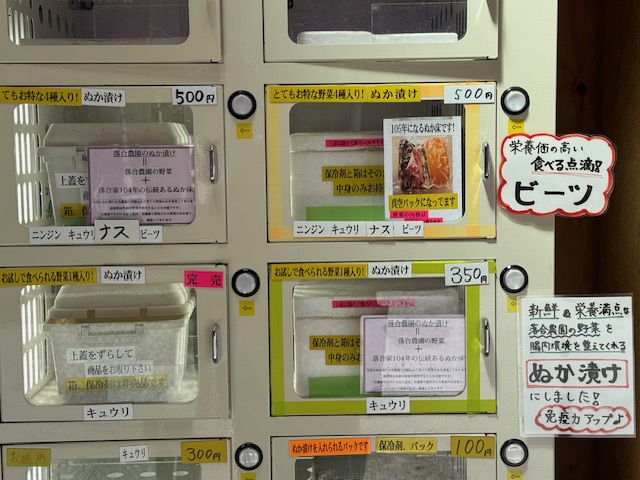 とてもお特な4種入り! ぬか漬け 500円
落合農園のぬか漬け
=
落合農園の野菜
+
落合家104年の伝統あるぬか床
上蓋を
箱、保
ニンジン キュウリ ナス ビーツ
とてもお特な野菜4種入り! ぬか漬け 500円
105年になるぬか床です!
保冷剤と箱はその
中身のみお持
真空パックになってます
野菜の内容は
ニンジン キュウリ ナス ビーツ
栄養価の高い
食べる点滴!!
ビーツ
お試しで食べられる野菜1種入り! ぬか漬け 完売
上蓋をずらして
商品をお取り下さい
箱、保冷剤は非売品です
キュウリ
お試しで食べられる野菜1種入り! ぬか漬け 350円
保冷剤と箱は
中身のみお
落合農園のぬか漬け
=
落合農園の野菜
+
落合家104年の伝統あるぬか床
キュウリ
新鮮&栄養満点な
落合農園の野菜を
腸内環境を整えてくれる
ぬか漬け
にしました!!
免疫力アップ♪
キュウリ 300円
ぬか漬けを入れられるパックです 保冷剤、パック 100円